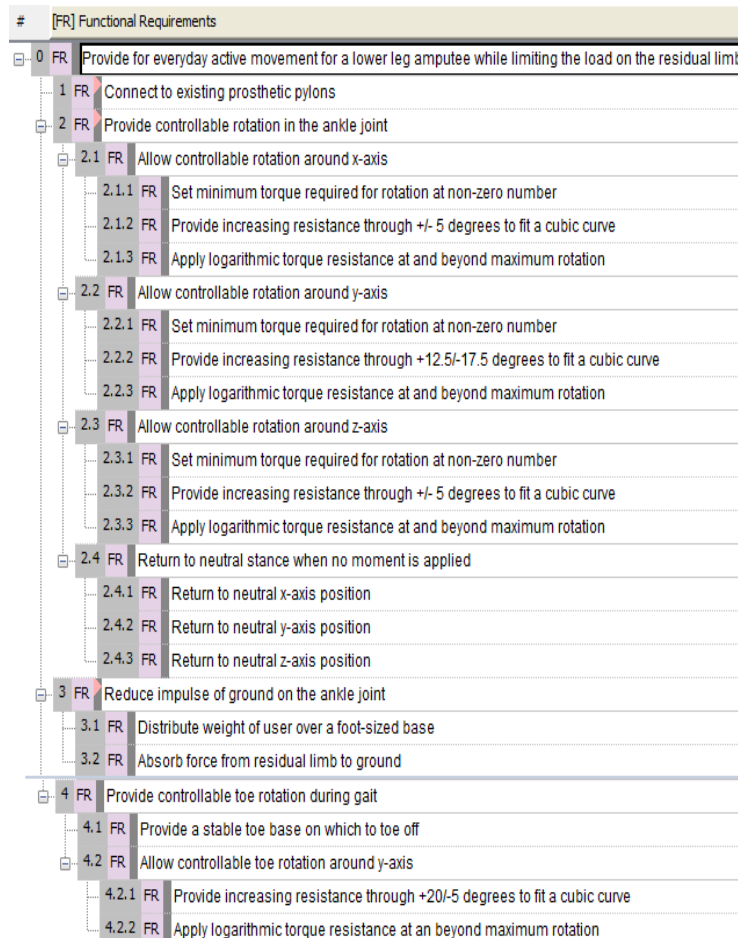 # [FR] Functional Requirements
0 FR Provide for everyday active movement for a lower leg amputee while limiting the load on the residual limb
1 FR Connect to existing prosthetic pylons
2 FR Provide controllable rotation in the ankle joint
2.1 FR Allow controllable rotation around x-axis
2.1.1 FR Set minimum torque required for rotation at non-zero number
2.1.2 FR Provide increasing resistance through +/- 5 degrees to fit a cubic curve
2.1.3 FR Apply logarithmic torque resistance at and beyond maximum rotation
2.2 FR Allow controllable rotation around y-axis
2.2.1 FR Set minimum torque required for rotation at non-zero number
2.2.2 FR Provide increasing resistance through +12.5/-17.5 degrees to fit a cubic curve
2.2.3 FR Apply logarithmic torque resistance at and beyond maximum rotation
2.3 FR Allow controllable rotation around z-axis
2.3.1 FR Set minimum torque required for rotation at non-zero number
2.3.2 FR Provide increasing resistance through +/- 5 degrees to fit a cubic curve
2.3.3 FR Apply logarithmic torque resistance at and beyond maximum rotation
2.4 FR Return to neutral stance when no moment is applied
2.4.1 FR Return to neutral x-axis position
2.4.2 FR Return to neutral y-axis position
2.4.3 FR Return to neutral z-axis position
3 FR Reduce impulse of ground on the ankle joint
3.1 FR Distribute weight of user over a foot-sized base
3.2 FR Absorb force from residual limb to ground
4 FR Provide controllable toe rotation during gait
4.1 FR Provide a stable toe base on which to toe off
4.2 FR Allow controllable toe rotation around y-axis
4.2.1 FR Provide increasing resistance through +20/-5 degrees to fit a cubic curve
4.2.2 FR Apply logarithmic torque resistance at an beyond maximum rotation